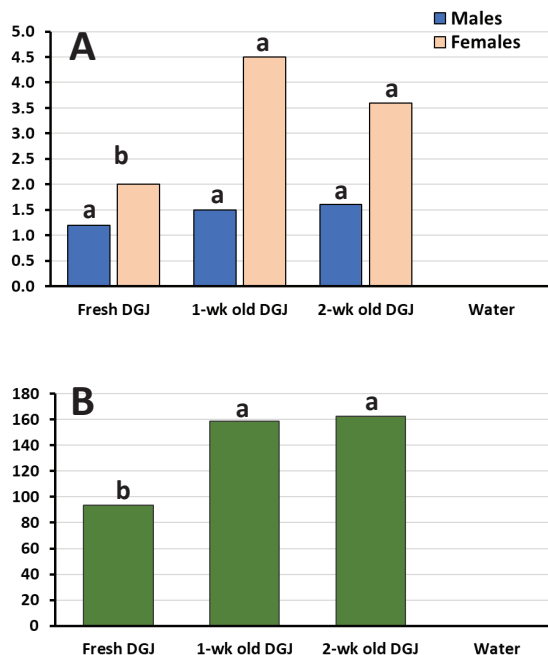 Males
Females
A
5.0
4.5
4.0
3.5
3.0
2.5
2.0
1.5
1.0
0.5
0.0
a
b
a
a
a
a
Fresh DGJ
1-wk old DGJ
2-wk old DGJ
Water
B
180
160
140
120
100
80
60
40
20
0
b
a
a
Fresh DGJ
1-wk old DGJ
2-wk old DGJ
Water